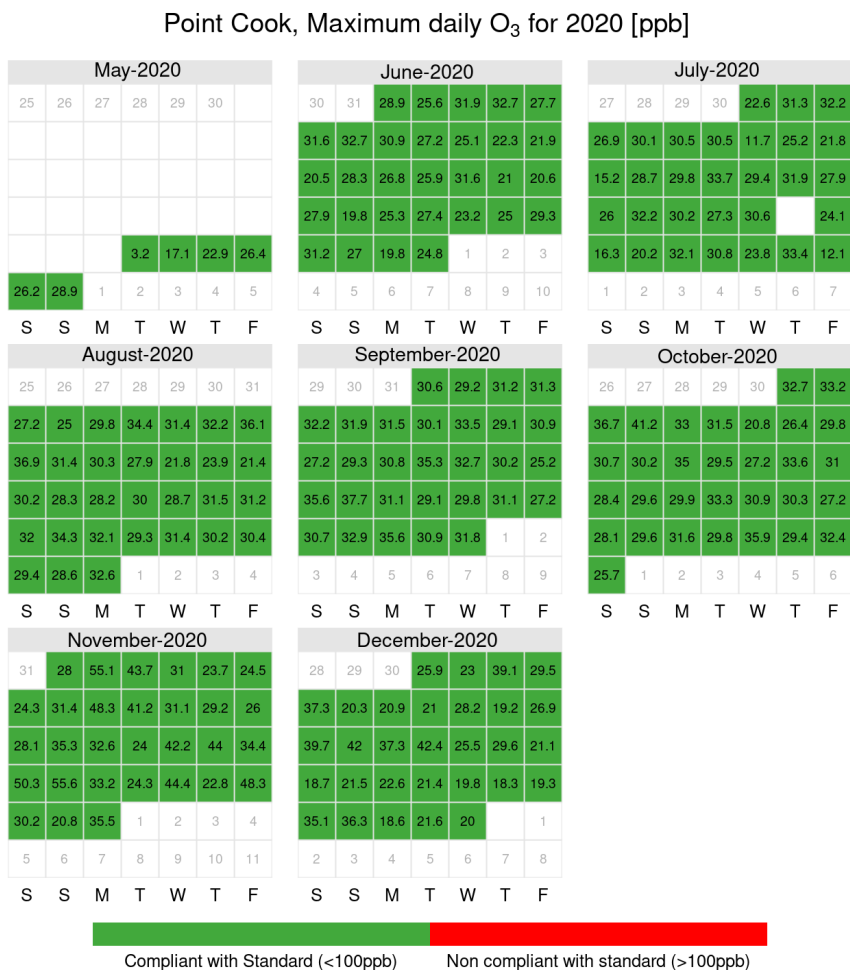 Point Cook, Maximum daily O₃ for 2020 [ppb]
May-2020
25 26 27 28 29 30
3.2 17.1 22.9 26.4
26.2 28.9 1 2 3 4 5
S S M T W T F
June-2020
30 31 28.9 25.6 31.9 32.7 27.7
31.6 32.7 30.9 27.2 25.1 22.3 21.9
20.5 28.3 26.8 25.9 31.6 21 20.6
27.9 19.8 25.3 27.4 23.2 25 29.3
31.2 27 19.8 24.8 1 2 3
4 5 6 7 8 9 10
S S M T W T F
July-2020
27 28 29 30 22.6 31.3 32.2
26.9 30.1 30.5 30.5 11.7 25.2 21.8
15.2 28.7 29.8 33.7 29.4 31.9 27.9
26 32.2 30.2 27.3 30.6 24.1
16.3 20.2 32.1 30.8 23.8 33.4 12.1
1 2 3 4 5 6 7
S S M T W T F
August-2020
25 26 27 28 29 30 31
27.2 25 29.8 34.4 31.4 32.2 36.1
36.9 31.4 30.3 27.9 21.8 23.9 21.4
30.2 28.3 28.2 30 28.7 31.5 31.2
32 34.3 32.1 29.3 31.4 30.2 30.4
29.4 28.6 32.6 1 2 3 4
S S M T W T F
September-2020
29 30 31 30.6 29.2 31.2 31.3
32.2 31.9 31.5 30.1 33.5 29.1 30.9
27.2 29.3 30.8 35.3 32.7 30.2 25.2
35.6 37.7 31.1 29.1 29.8 31.1 27.2
30.7 32.9 35.6 30.9 31.8 1 2
3 4 5 6 7 8 9
S S M T W T F
October-2020
26 27 28 29 30 32.7 33.2
36.7 41.2 33 31.5 20.8 26.4 29.8
30.7 30.2 35 29.5 27.2 33.6 31
28.4 29.6 29.9 33.3 30.9 30.3 27.2
28.1 29.6 31.6 29.8 35.9 29.4 32.4
25.7 1 2 3 4 5 6
S S M T W T F
November-2020
31 28 55.1 43.7 31 23.7 24.5
24.3 31.4 48.3 41.2 31.1 29.2 26
28.1 35.3 32.6 24 42.2 44 34.4
50.3 55.6 33.2 24.3 44.4 22.8 48.3
30.2 20.8 35.5 1 2 3 4
5 6 7 8 9 10 11
S S M T W T F
December-2020
28 29 30 25.9 23 39.1 29.5
37.3 20.3 20.9 21 28.2 19.2 26.9
39.7 42 37.3 42.4 25.5 29.6 21.1
18.7 21.5 22.6 21.4 19.8 18.3 19.3
35.1 36.3 18.6 21.6 20 1
2 3 4 5 6 7 8
S S M T W T F
Compliant with Standard (<100ppb)
Non compliant with standard (>100ppb)